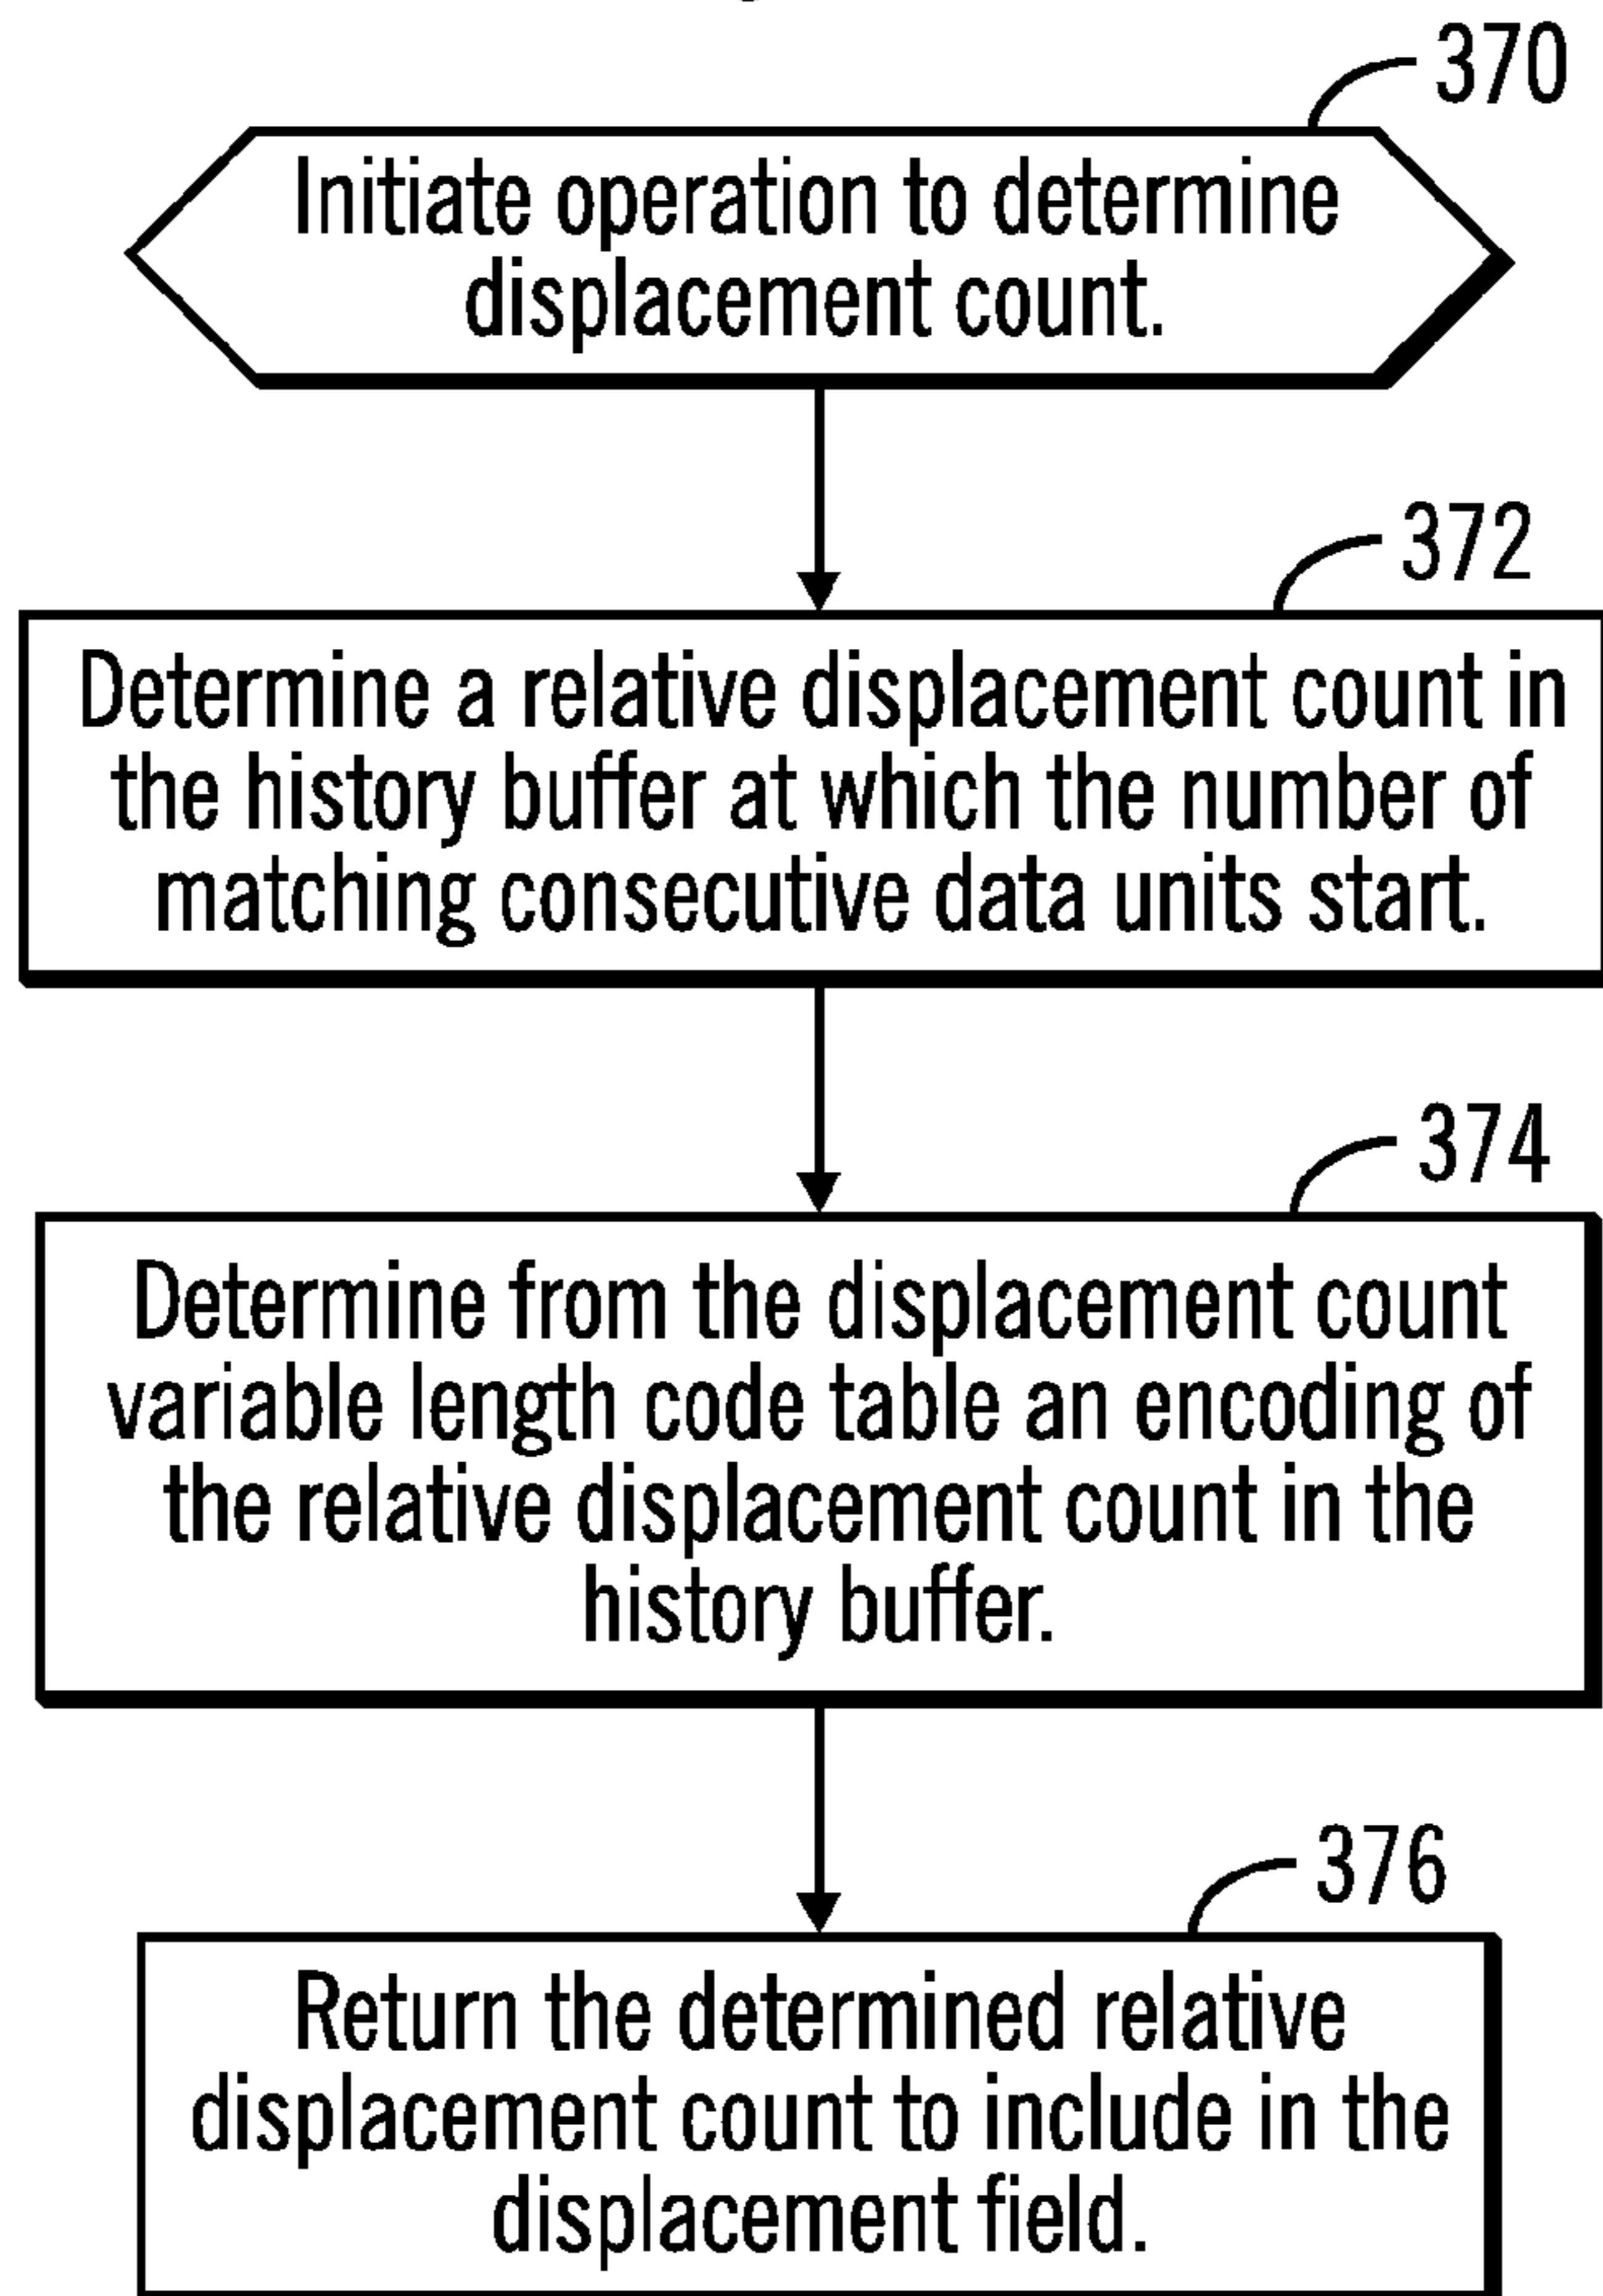 370
Initiate operation to determine
displacement count.
372
Determine a relative displacement count in
the history buffer at which the number of
matching consecutive data units start.
374
Determine from the displacement count
variable length code table an encoding of
the relative displacement count in the
history buffer.
376
Return the determined relative
displacement count to include in the
displacement field.